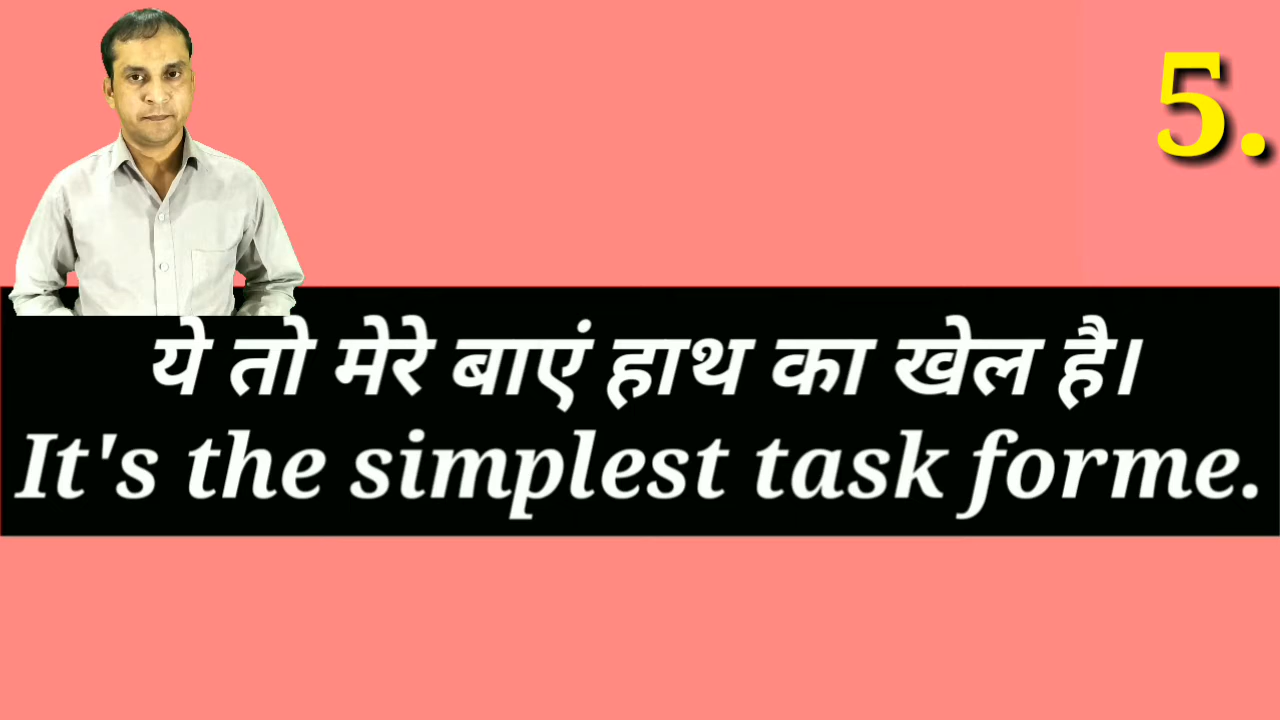 5.
ये तो मेरे बाएं हाथ का खेल है।
It's the simplest task forme.